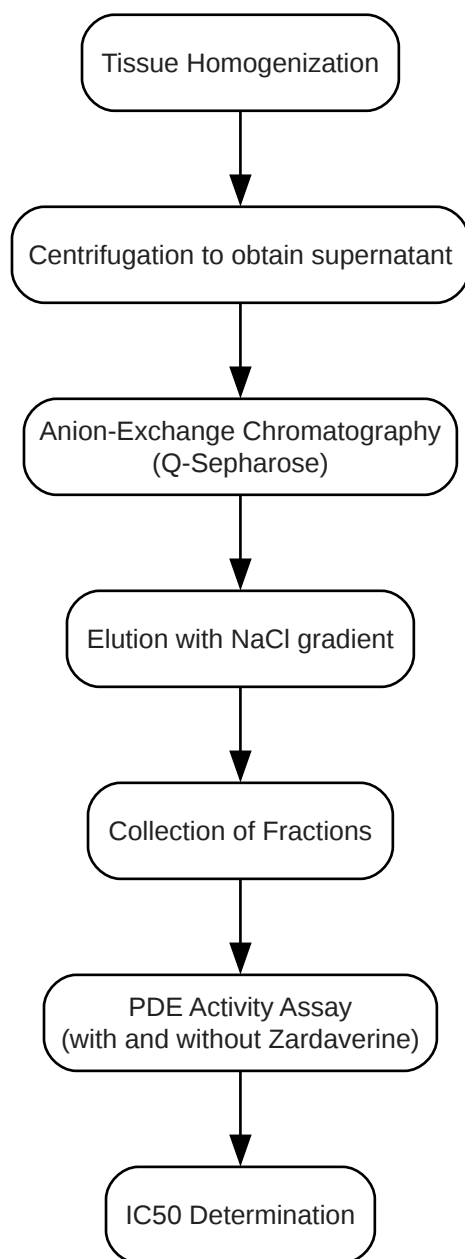 Tissue Homogenization
Centrifugation to obtain supernatant
Anion-Exchange Chromatography
(Q-Sepharose)
Elution with NaCl gradient
Collection of Fractions
PDE Activity Assay
(with and without Zardaverine)
IC50 Determination